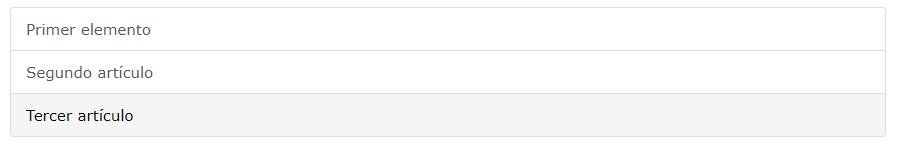 Primer elemento
Segundo artículo
Tercer artículo